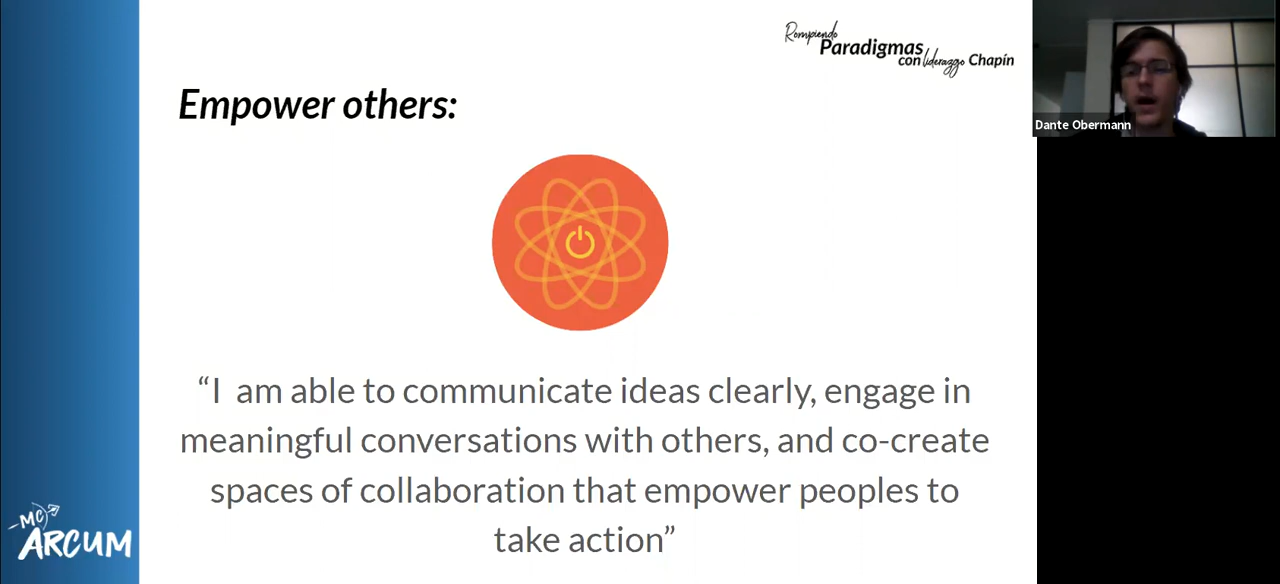 Rompiendo
Paradigmas
con liderazgo Chapín
Dante Obermann
Empower others:
“I am able to communicate ideas clearly, engage in
meaningful conversations with others, and co-create
spaces of collaboration that empower peoples to
take action”
MC
ARCUM